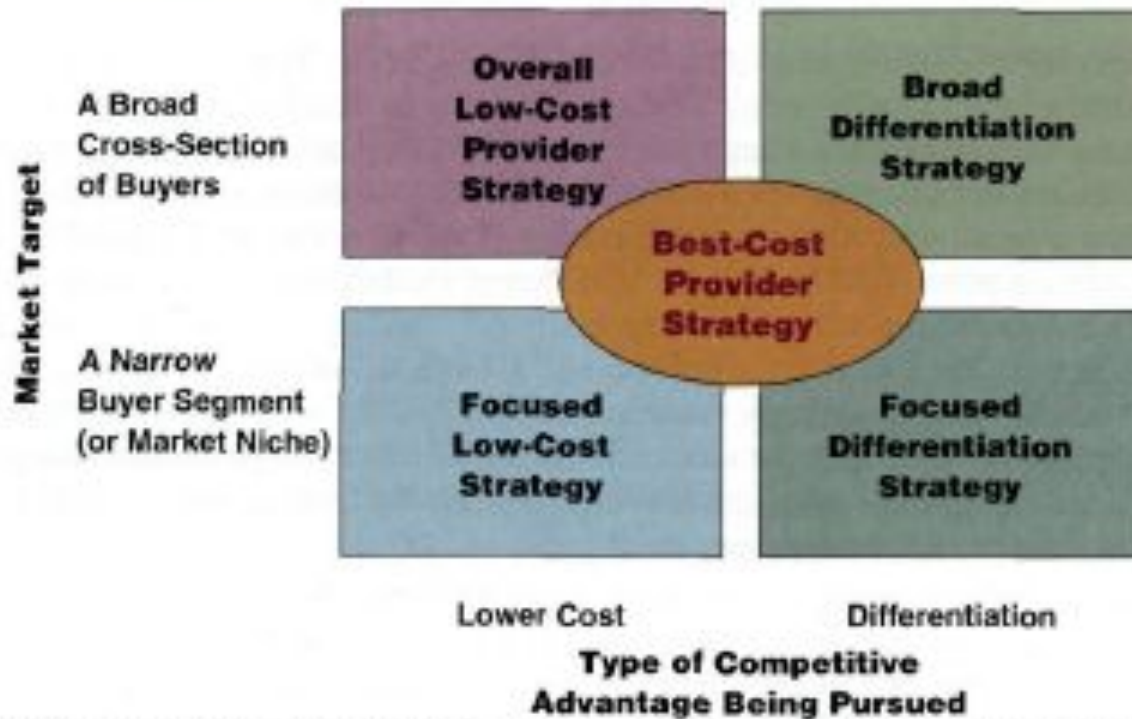 Market Target
A Broad
Cross-Section
of Buyers
Overall
Low-Cost
Provider
Strategy
Broad
Differentiation
Strategy
Best-Cost
Provider
Strategy
A Narrow
Buyer Segment
(or Market Niche)
Focused
Low-Cost
Strategy
Focused
Differentiation
Strategy
Lower Cost
Differentiation
Type of Competitive
Advantage Being Pursued